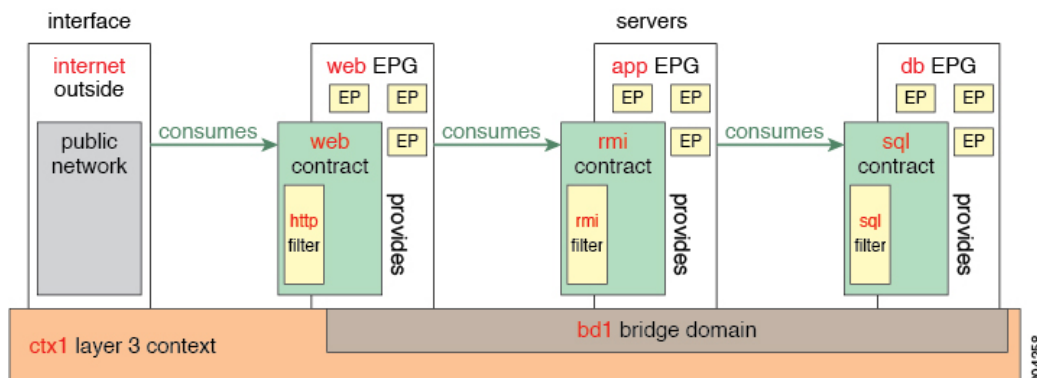 interface
servers
internet
outside
public
network
consumes
web EPG
EP EP
EP
web
contract
http
filter
provides
consumes
app EPG
EP EP
EP
rmi
contract
rmi
filter
provides
consumes
db EPG
EP EP
EP
sql
contract
sql
filter
provides
bd1 bridge domain
ctx1 layer 3 context